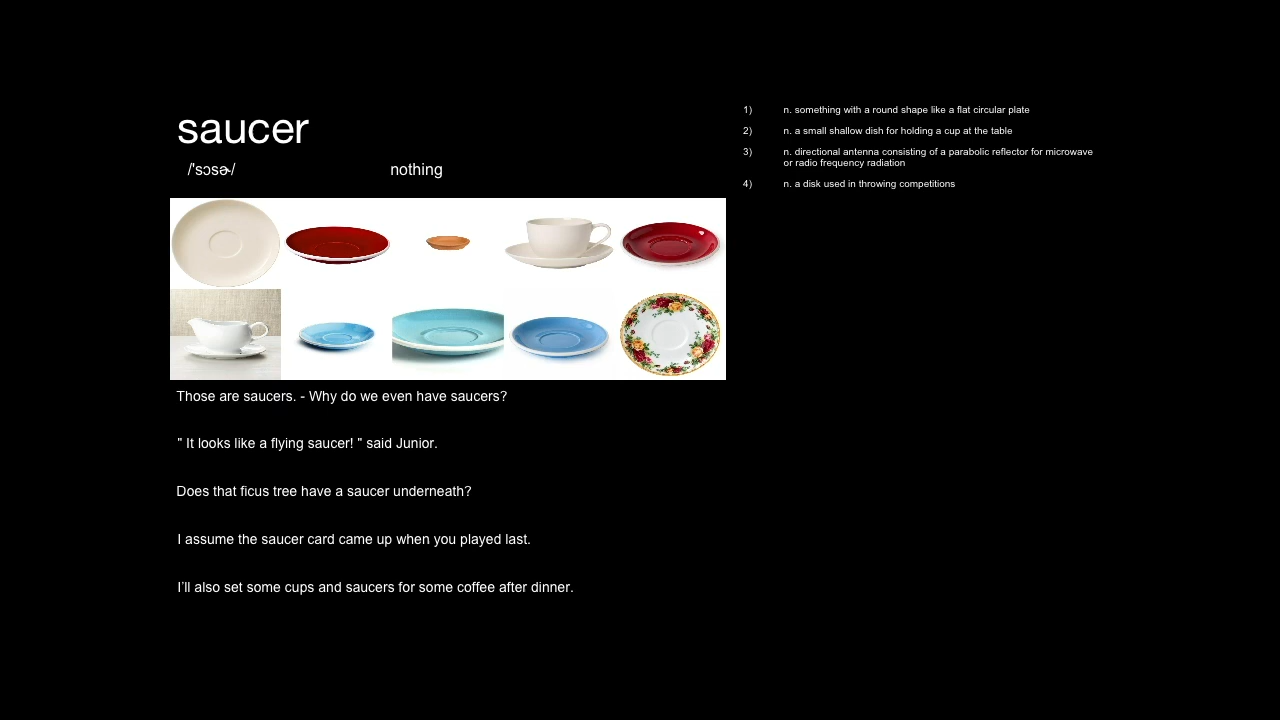 saucer
/'sɔsɚ/
nothing
1) n. something with a round shape like a flat circular plate
2) n. a small shallow dish for holding a cup at the table
3) n. directional antenna consisting of a parabolic reflector for microwave
or radio frequency radiation
4) n. a disk used in throwing competitions
Those are saucers. - Why do we even have saucers?
" It looks like a flying saucer! " said Junior.
Does that ficus tree have a saucer underneath?
I assume the saucer card came up when you played last.
I'll also set some cups and saucers for some coffee after dinner.